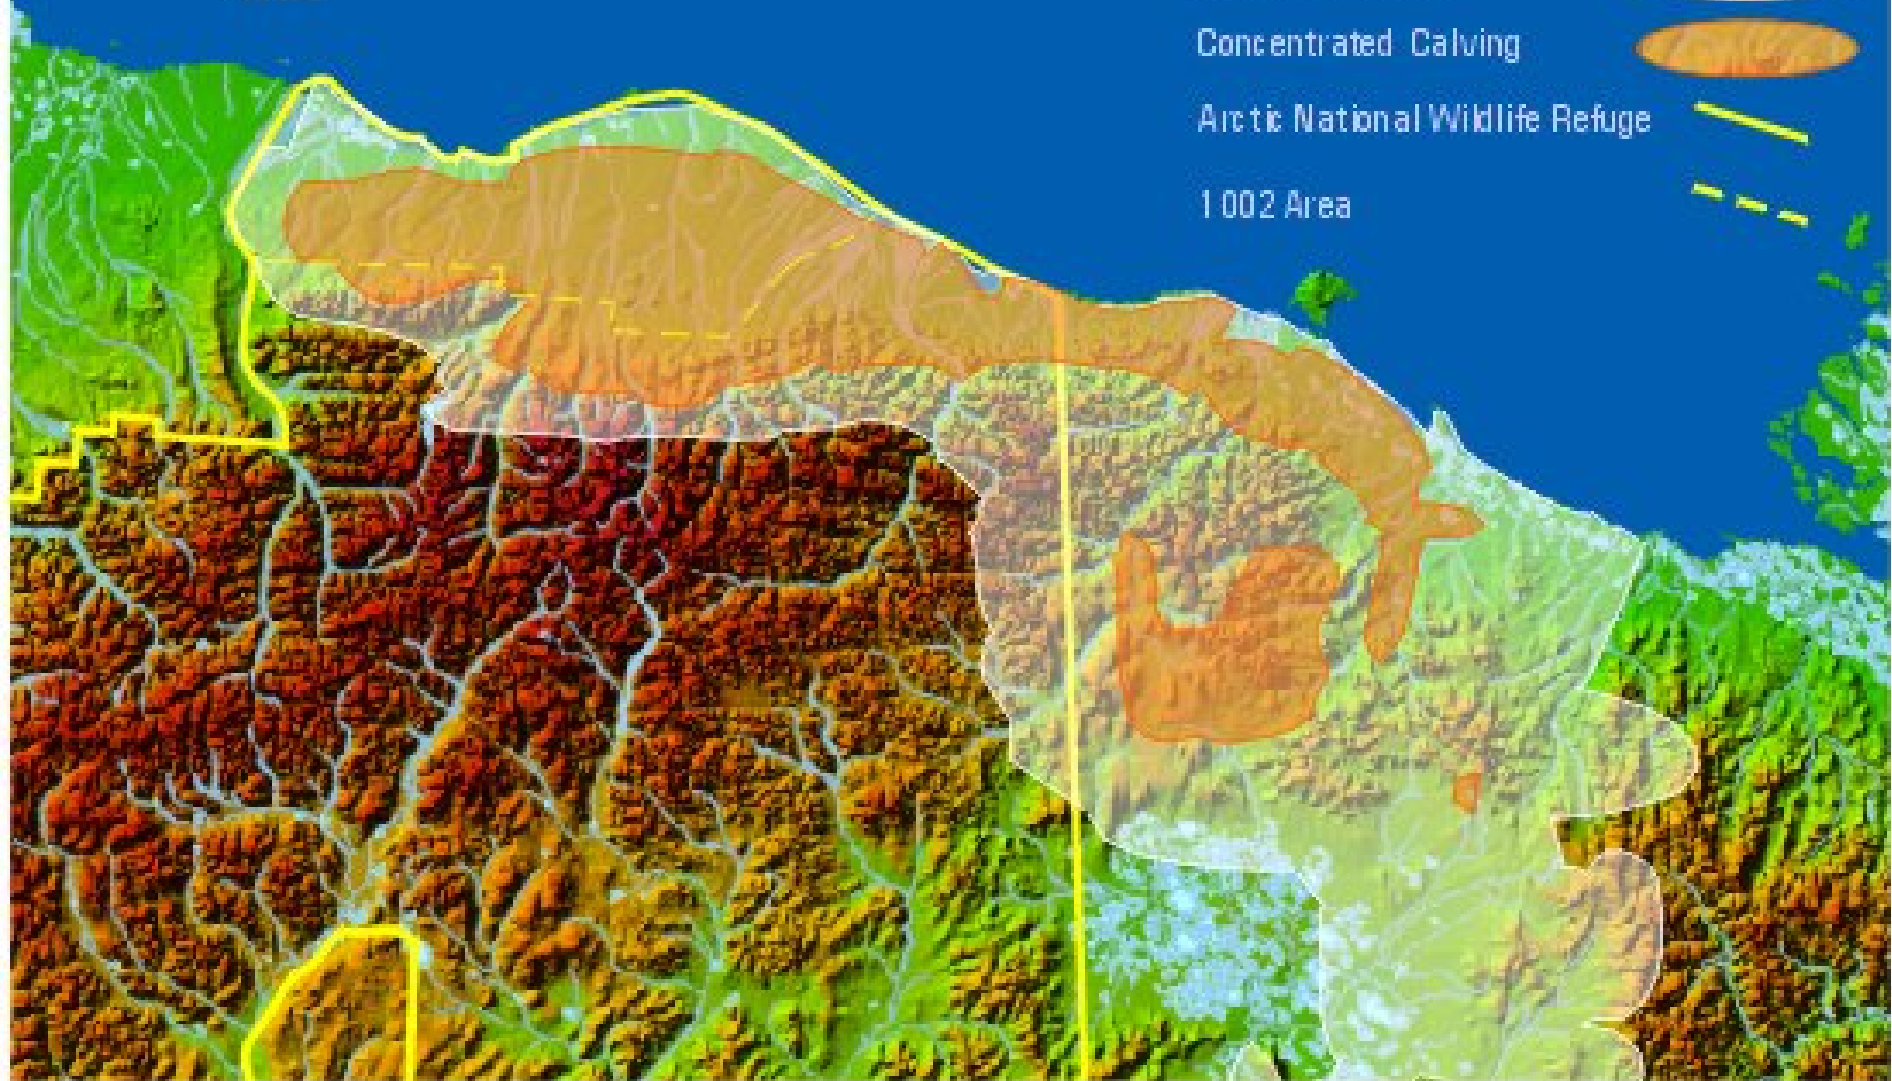 Concentrated Calving
Arctic National Wildlife Refuge
1002 Area